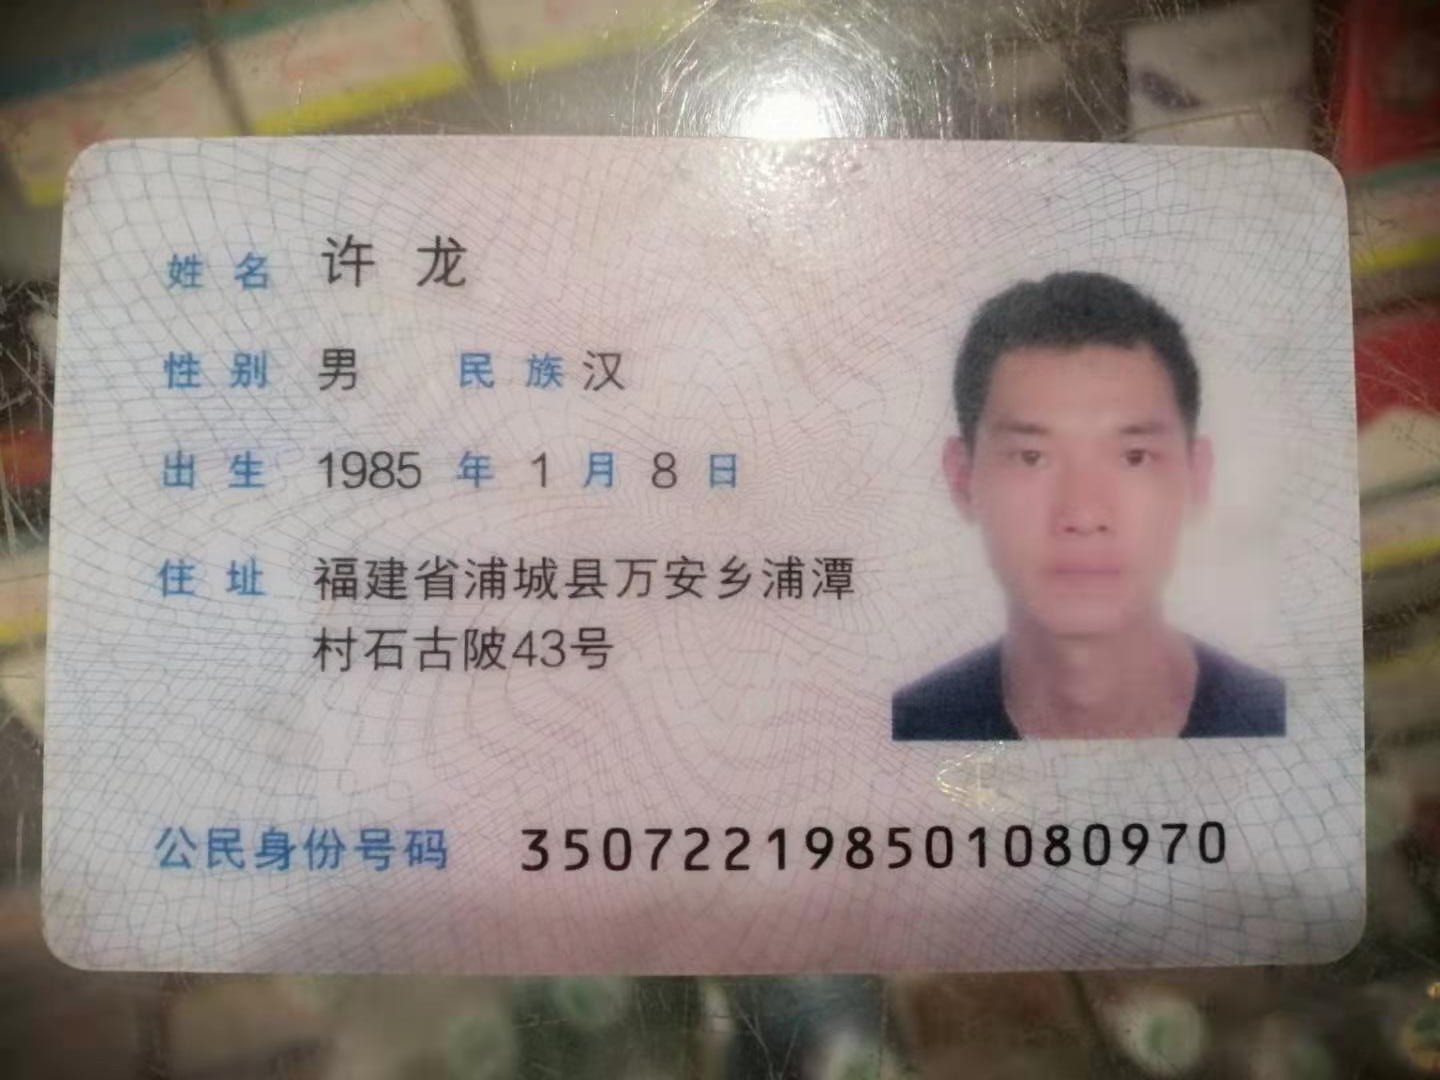 姓名 许龙
性别 男 民族 汉
出生 1985 年 1 月 8 日
住址 福建省浦城县万安乡浦潭
村石古陂43号
公民身份号码 350722198501080970